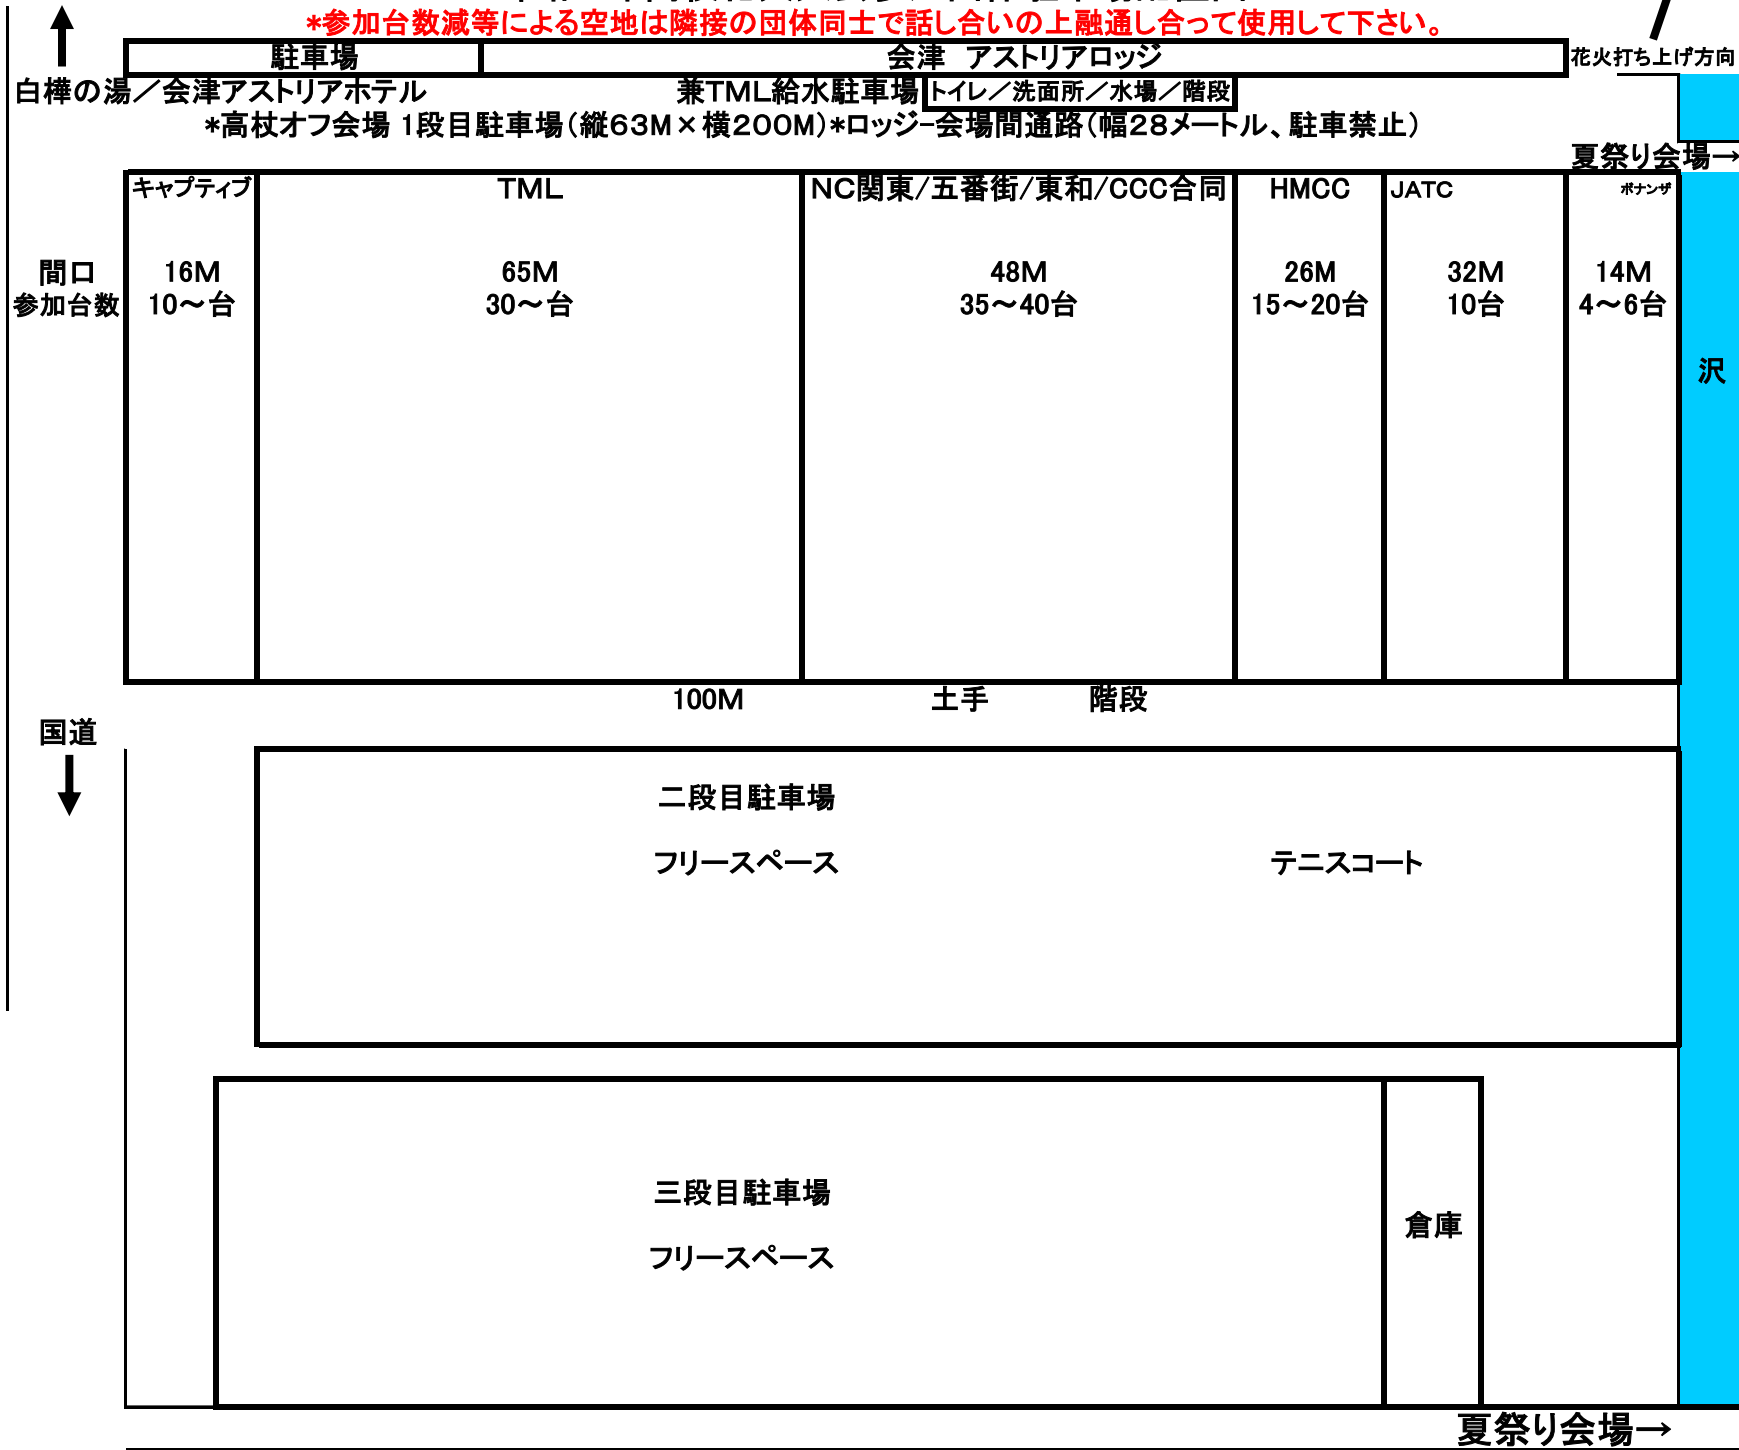 *参加台数減等による空地は隣接の団体同士で話し合いの上融通し合って使用して下さい。
駐車場 会津 アストリアロッジ 花火打ち上げ方向
白樺の湯／会津アストリアホテル 兼TML給水駐車場 トイレ／洗面所／水場／階段
*高杖オフ会場 1段目駐車場（縦63M×横200M）*ロッジｰ会場間通路（幅28メートル、駐車禁止）
夏祭り会場→
キャプティブ TML NC関東/五番街/東和/CCC合同 HMCC JATC ボナンザ
間口 16M 65M 48M 26M 32M 14M
参加台数 10～台 30～台 35～40台 15～20台 10台 4～6台
沢
100M 土手 階段
国道
二段目駐車場
フリースペース テニスコート
三段目駐車場
倉庫
フリースペース
夏祭り会場→